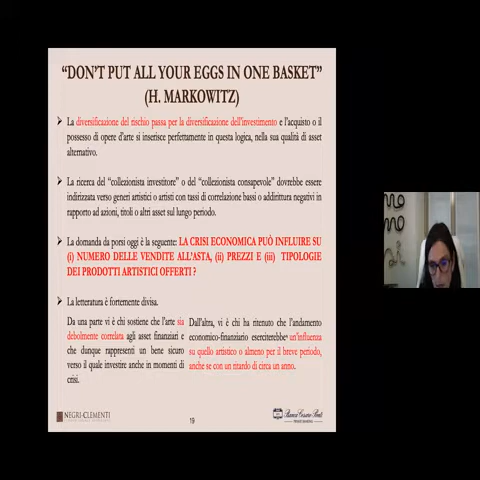 “DON’T PUT ALL YOUR EGGS IN ONE BASKET”
(H. MARKOWITZ)
La diversificazione del rischio passa per la diversificazione dell’investimento e l’acquisto o il
possesso di opere d’arte si inserisce perfettamente in questa logica, nella sua qualità di asset
alternativo.
La ricerca del “collezionista investitore” o del “collezionista consapevole” dovrebbe essere
indirizzata verso generi artistici o artisti con tassi di correlazione bassi o addirittura negativi in
rapporto ad azioni, titoli o altri asset sul lungo periodo.
La domanda da porsi oggi è la seguente: LA CRISI ECONOMICA PUÒ INFLUIRE SU
(i) NUMERO DELLE VENDITE ALL’ASTA, (ii) PREZZI E (iii) TIPOLOGIE
DEI PRODOTTI ARTISTICI OFFERTI ?
La letteratura è fortemente divisa.
Da una parte vi è chi sostiene che l’arte sia
debolmente correlata agli asset finanziari e
che dunque rappresenti un bene sicuro
verso il quale investire anche in momenti di
crisi.
Dall’altra, vi è chi ha ritenuto che l’andamento
economico-finanziario eserciterebbe un’influenza
su quello artistico o almeno per il breve periodo,
anche se con un ritardo di circa un anno.
NEGRI-CLEMENTI
19
Banca Cesare Ponti